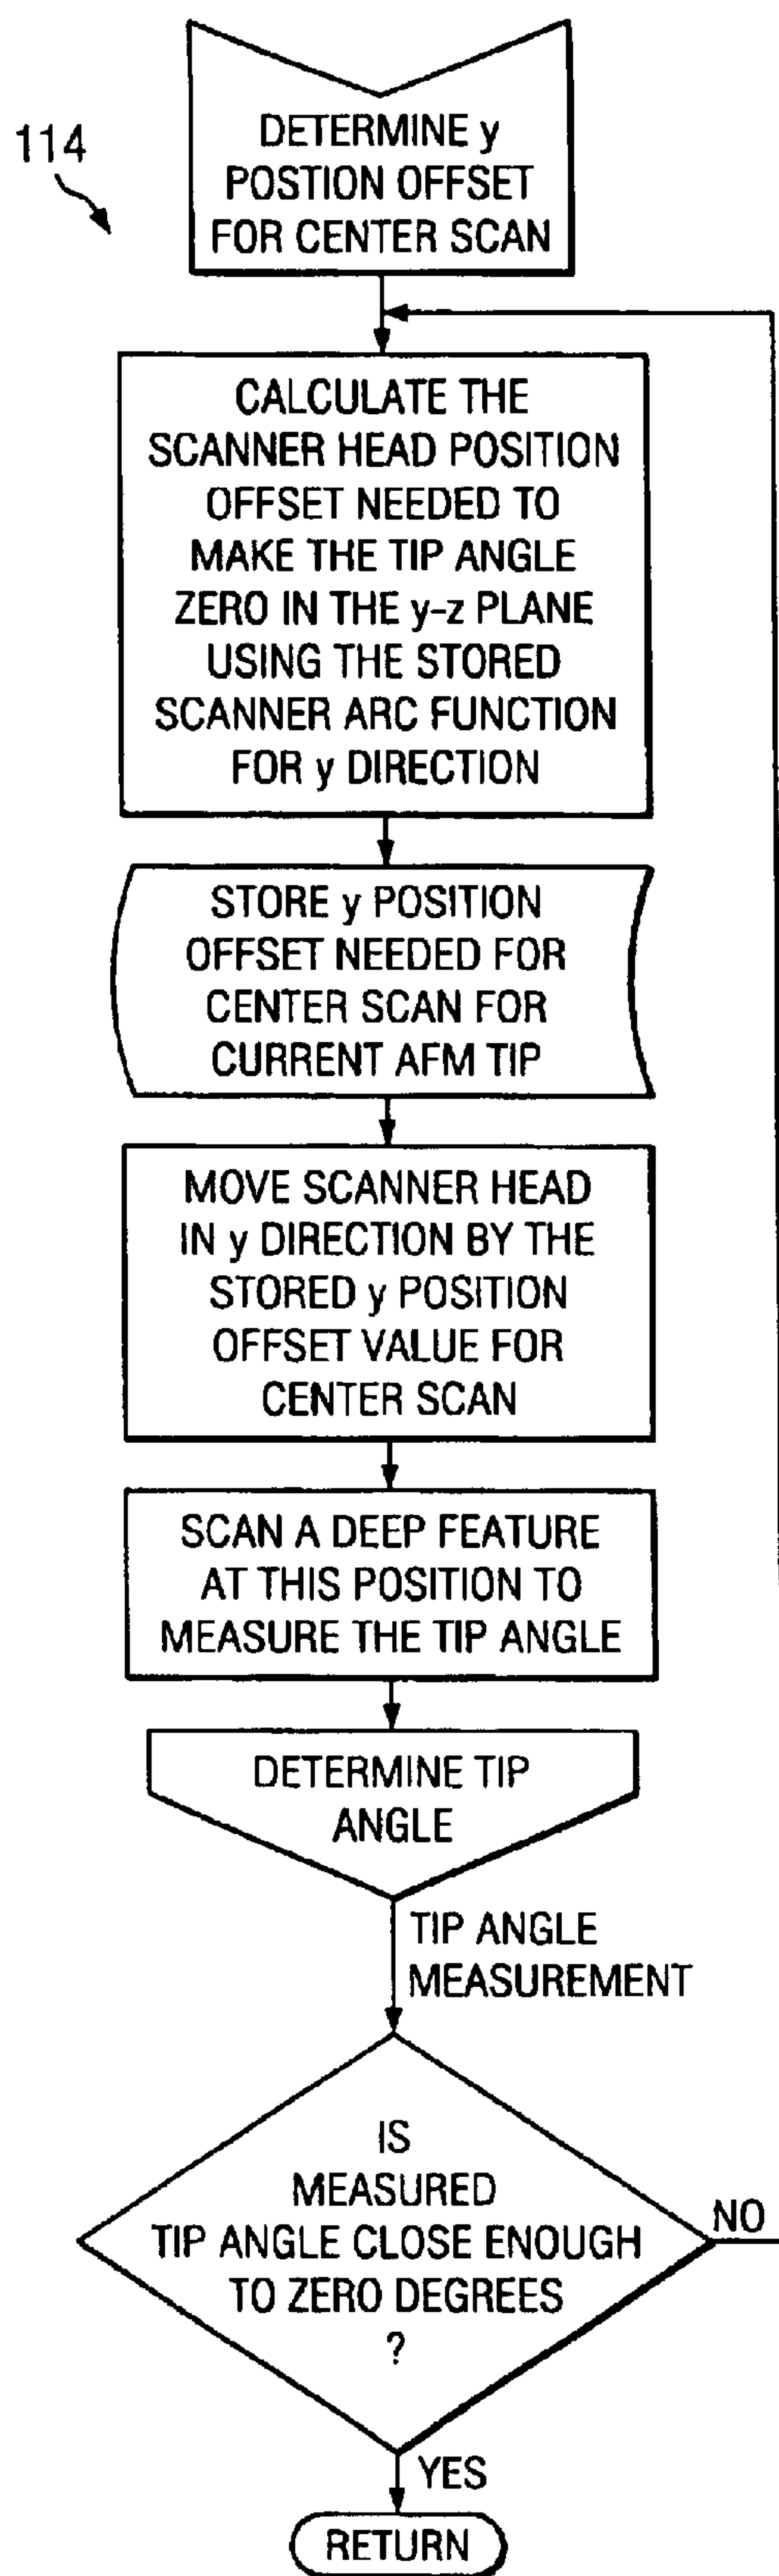 114
DETERMINE y
POSTION OFFSET
FOR CENTER SCAN
CALCULATE THE
SCANNER HEAD POSITION
OFFSET NEEDED TO
MAKE THE TIP ANGLE
ZERO IN THE y-z PLANE
USING THE STORED
SCANNER ARC FUNCTION
FOR y DIRECTION
STORE y POSITION
OFFSET NEEDED FOR
CENTER SCAN FOR
CURRENT AFM TIP
MOVE SCANNER HEAD
IN y DIRECTION BY THE
STORED y POSITION
OFFSET VALUE FOR
CENTER SCAN
SCAN A DEEP FEATURE
AT THIS POSITION TO
MEASURE THE TIP ANGLE
DETERMINE TIP
ANGLE
TIP ANGLE
MEASUREMENT
IS
MEASURED
TIP ANGLE CLOSE ENOUGH
TO ZERO DEGREES
?
NO
YES
RETURN